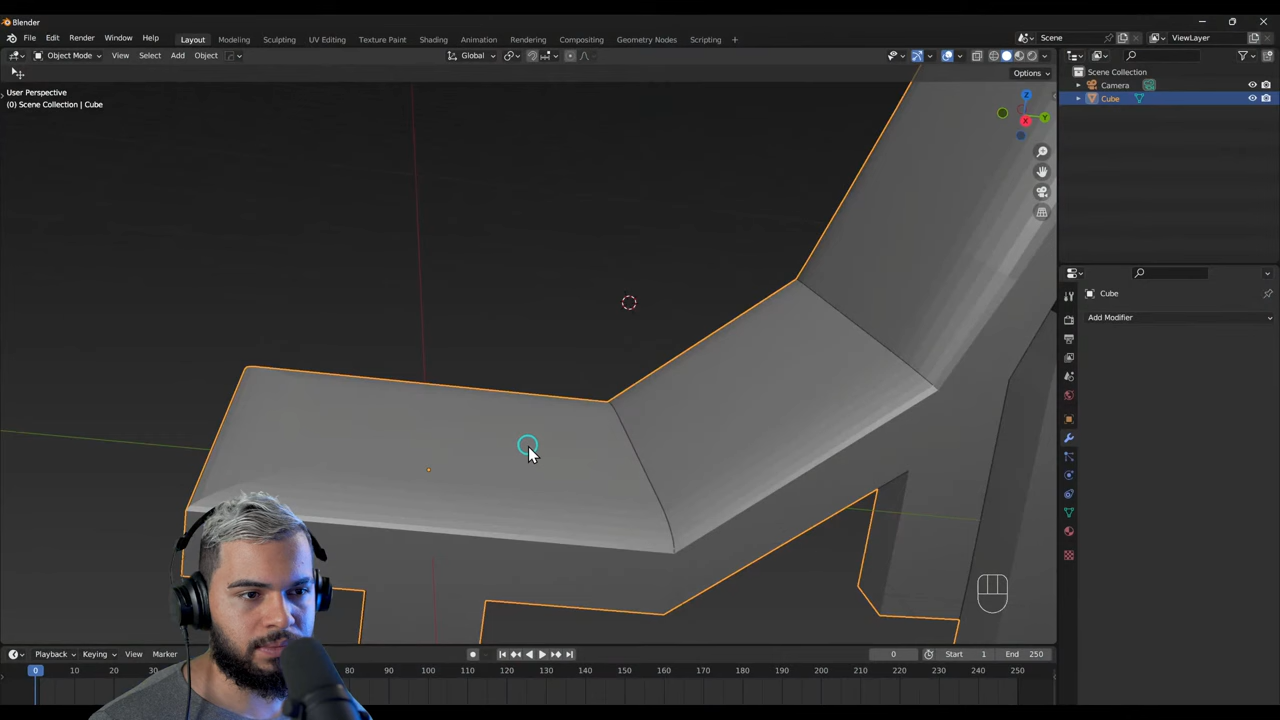 Blender
File Edit Render Window Help Layout Modeling Sculpting UV Editing Texture Paint Shading Animation Rendering Compositing Geometry Nodes Scripting + Scene ViewLayer
Object Mode View Select Add Object Global
Options
User Perspective
(0) Scene Collection | Cube
Z
Y
X
Scene Collection
Camera
Cube
Cube
Add Modifier
Playback Keying View Marker 0 Start 1 End 250
0 80 90 100 110 120 130 140 150 160 170 180 190 200 210 220 230 240 250